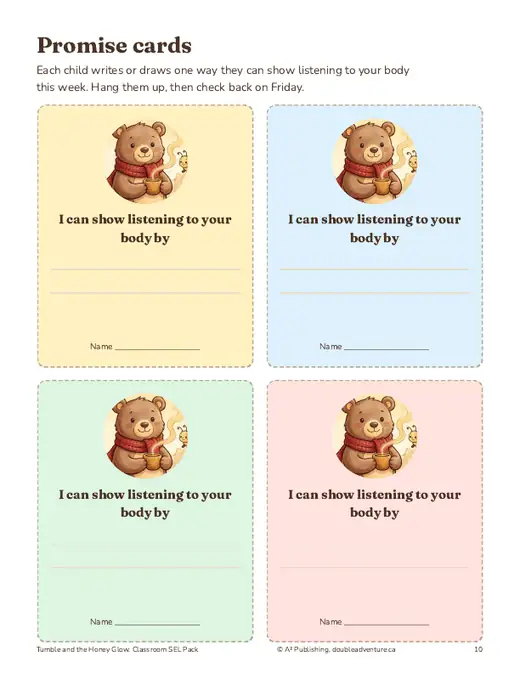 Promise cards
Each child writes or draws one way they can show listening to your body
this week. Hang them up, then check back on Friday.
I can show listening to your
body by
Name
I can show listening to your
body by
Name
I can show listening to your
body by
Name
I can show listening to your
body by
Name
Tumble and the Honey Glow. Classroom SEL Pack
© A² Publishing, doubleadventure.ca
10